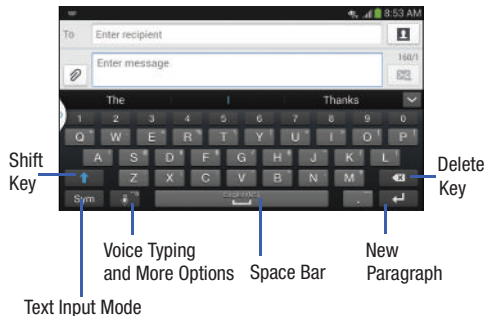 8:53 AM
To Enter recipient
Enter message 160/1
The I Thanks
1 2 3 4 5 6 7 8 9 0
Q W E R T Y U I O P
A S D F G H J K L
Z X C V B N M
Sym
Shift
Key
Delete
Key
Voice Typing
and More Options
Space Bar
New
Paragraph
Text Input Mode